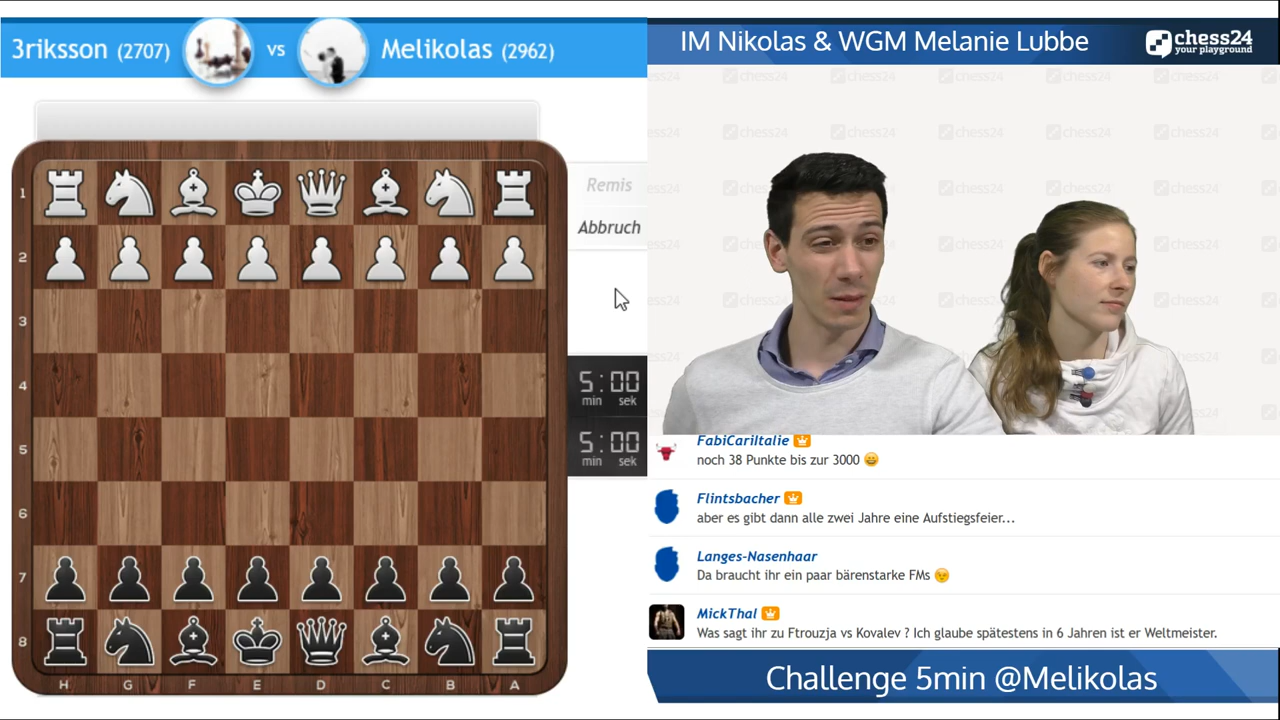 3riksson (2707) vs Melikolas (2962)
IM Nikolas & WGM Melanie Lubbe
chess24
your playground
Remis
Abbruch
5:00
min sek
5:00
min sek
1
2
3
4
5
6
7
8
H G F E D C B A
chess24
FabiCariItalie
noch 38 Punkte bis zur 3000
Flintsbacher
aber es gibt dann alle zwei Jahre eine Aufstiegsfeier...
Langes-Nasenhaar
Da braucht ihr ein paar bärenstarke FMs
MickThal
Was sagt ihr zu Ftrouzja vs Kovalev ? Ich glaube spätestens in 6 Jahren ist er Weltmeister.
Challenge 5min @Melikolas